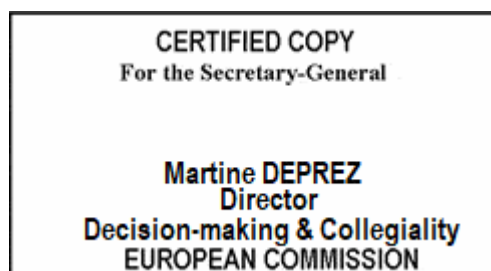 CERTIFIED COPY
For the Secretary-General
Martine DEPREZ
Director
Decision-making & Collegiality
EUROPEAN COMMISSION